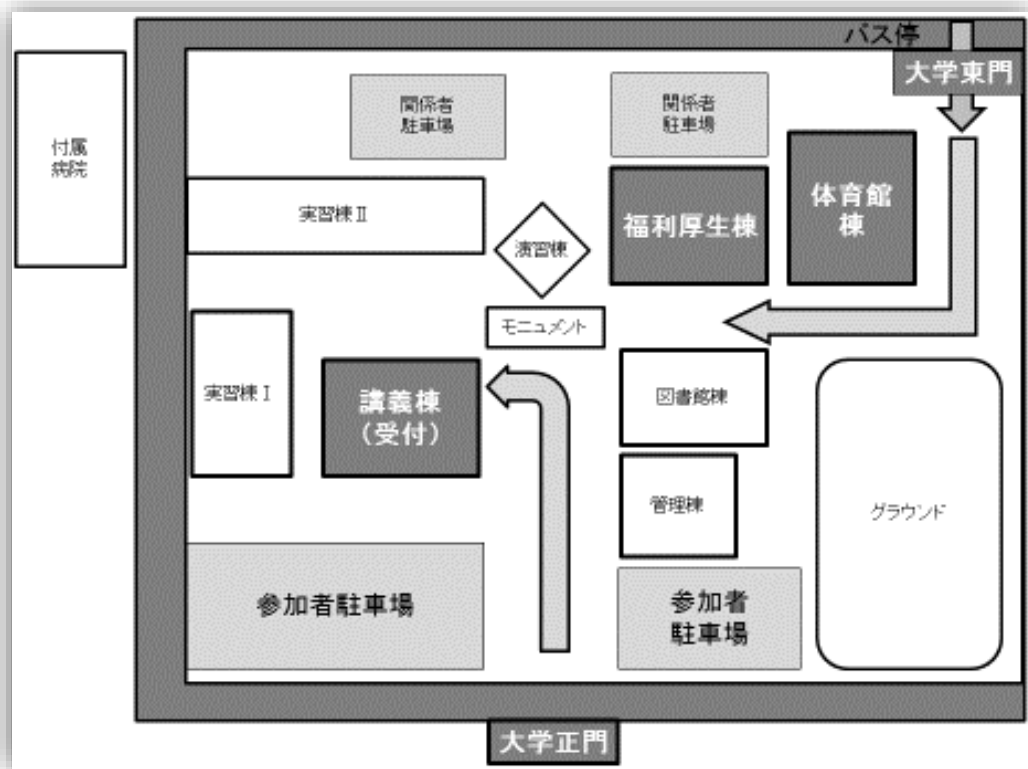 バス停
大学東門
関係者
駐車場
関係者
駐車場
付属
病院
体育館
棟
実習棟Ⅱ
福利厚生棟
演習棟
モニュメント
実習棟Ⅰ
講義棟
（受付）
図書館棟
管理棟
グラウンド
参加者駐車場
参加者
駐車場
大学正門